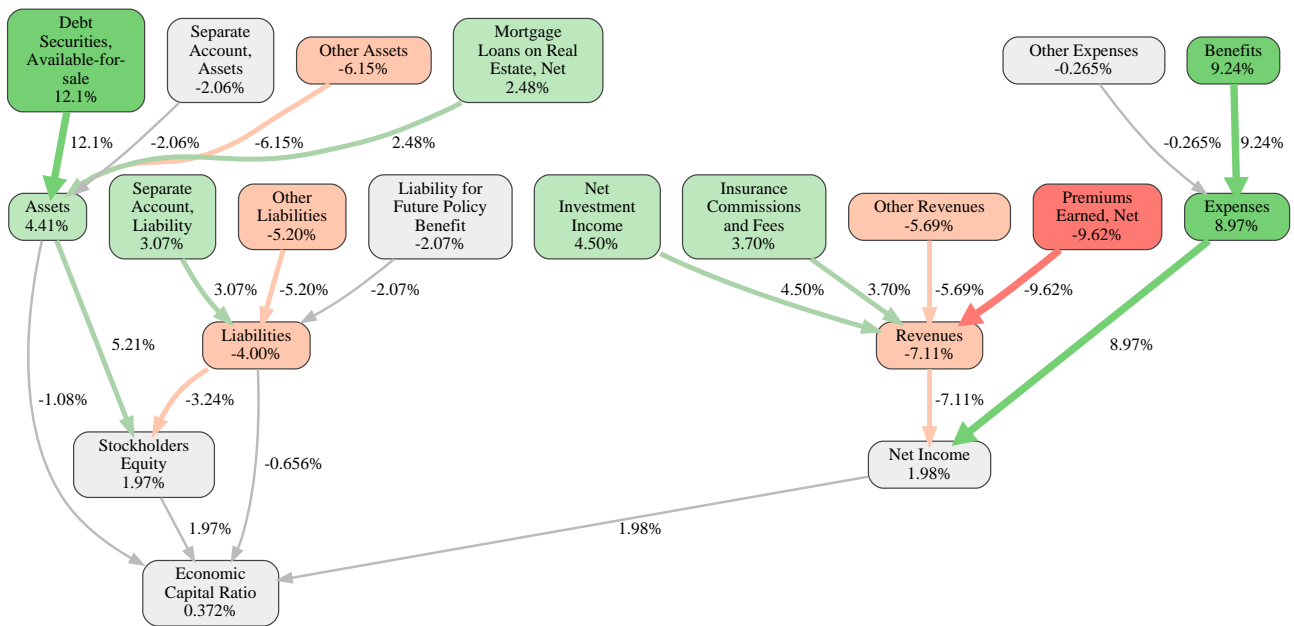 Debt
Securities,
Available-for-
sale
12.1%
Separate
Account,
Assets
-2.06%
Other Assets
-6.15%
Mortgage
Loans on Real
Estate, Net
2.48%
Other Expenses
-0.265%
Benefits
9.24%
12.1%
-2.06%
-6.15%
2.48%
-0.265%
9.24%
Assets
4.41%
Separate
Account,
Liability
3.07%
Other
Liabilities
-5.20%
Liability for
Future Policy
Benefit
-2.07%
Net
Investment
Income
4.50%
Insurance
Commissions
and Fees
3.70%
Other Revenues
-5.69%
Premiums
Earned, Net
-9.62%
Expenses
8.97%
3.07%
-5.20%
-2.07%
4.50%
3.70%
-5.69%
-9.62%
5.21%
Liabilities
-4.00%
Revenues
-7.11%
8.97%
-1.08%
-3.24%
-7.11%
Stockholders
Equity
1.97%
-0.656%
Net Income
1.98%
1.97%
1.98%
Economic
Capital Ratio
0.372%